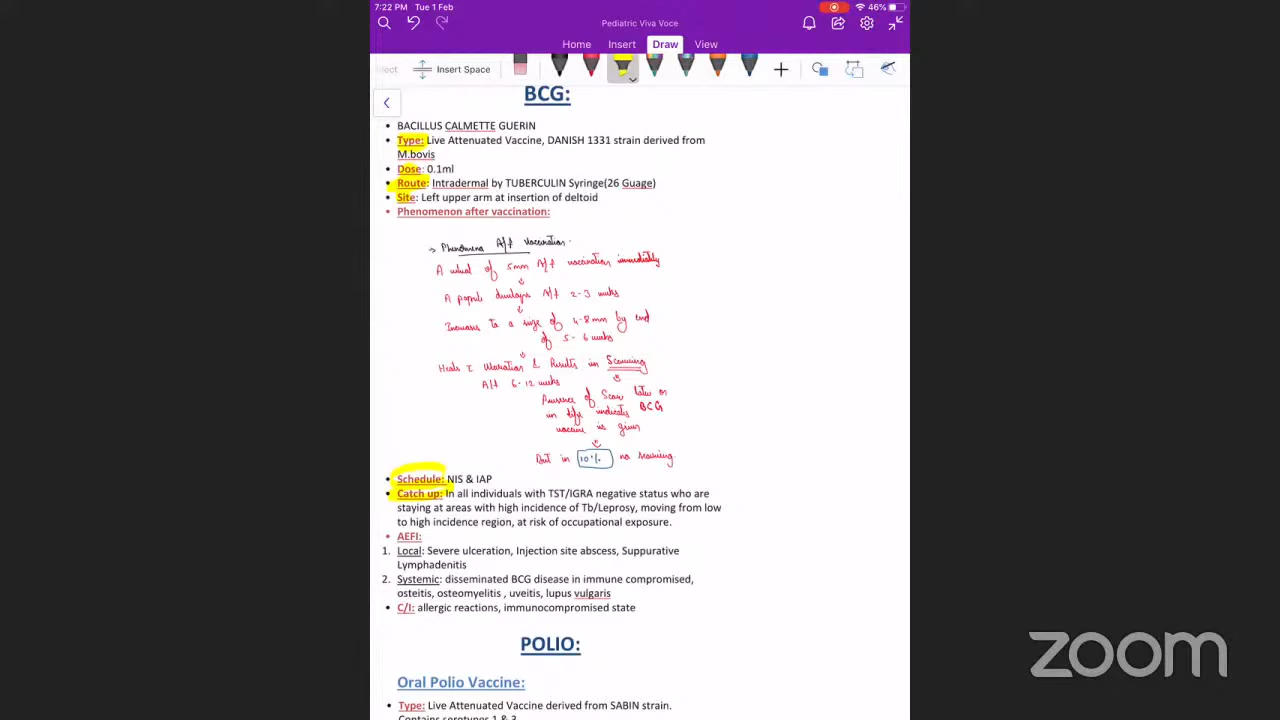 7:22 PM Tue 1 Feb
46%
Pediatric Viva Voce
Home Insert Draw View
Insert Space
BCG:
• BACILLUS CALMETTE GUERIN
• Type: Live Attenuated Vaccine, DANISH 1331 strain derived from
M.bovis
• Dose: 0.1ml
• Route: Intradermal by TUBERCULIN Syringe(26 Guage)
• Site: Left upper arm at insertion of deltoid
• Phenomenon after vaccination:
→ Phenomena A/f vaccination
A wheal of 5mm A/f vaccination immediately
↓
A papule develops A/f 2-3 weeks
↓
Increases to a size of 4-8mm by end
of 5-6 weeks
↓
Heals Ulceration & Results in Scarring
A/f 6-12 weeks
↓
Presence of Scar later on
in life indicates BCG
vaccine is given
↓
But in 10% no scarring
• Schedule: NIS & IAP
• Catch up: In all individuals with TST/IGRA negative status who are
staying at areas with high incidence of Tb/Leprosy, moving from low
to high incidence region, at risk of occupational exposure.
• AEFI:
1. Local: Severe ulceration, Injection site abscess, Suppurative
Lymphadenitis
2. Systemic: disseminated BCG disease in immune compromised,
osteitis, osteomyelitis , uveitis, lupus vulgaris
• C/I: allergic reactions, immunocompromised state
POLIO:
Oral Polio Vaccine:
• Type: Live Attenuated Vaccine derived from SABIN strain.
Contains serotypes 1 & 3
zoom